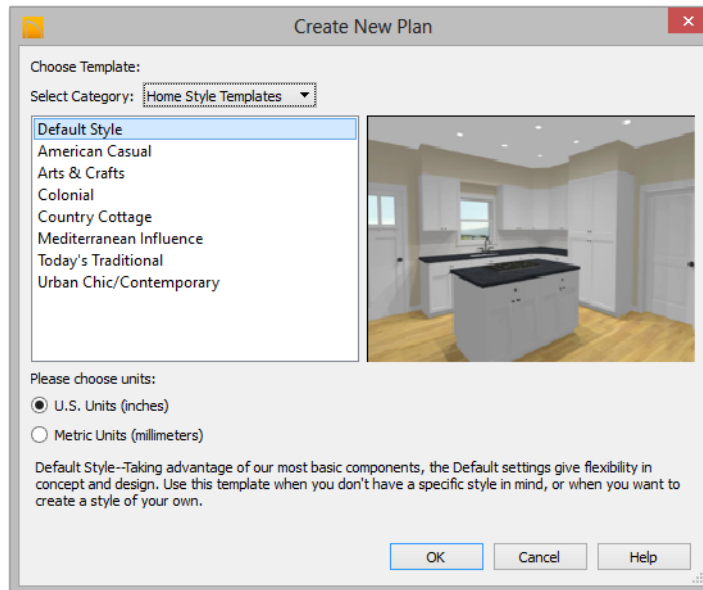 Create New Plan
Choose Template:
Select Category: Home Style Templates
Default Style
American Casual
Arts & Crafts
Colonial
Country Cottage
Mediterranean Influence
Today's Traditional
Urban Chic/Contemporary
Please choose units:
U.S. Units (inches)
Metric Units (millimeters)
Default Style--Taking advantage of our most basic components, the Default settings give flexibility in
concept and design. Use this template when you don't have a specific style in mind, or when you want to
create a style of your own.
OK Cancel Help